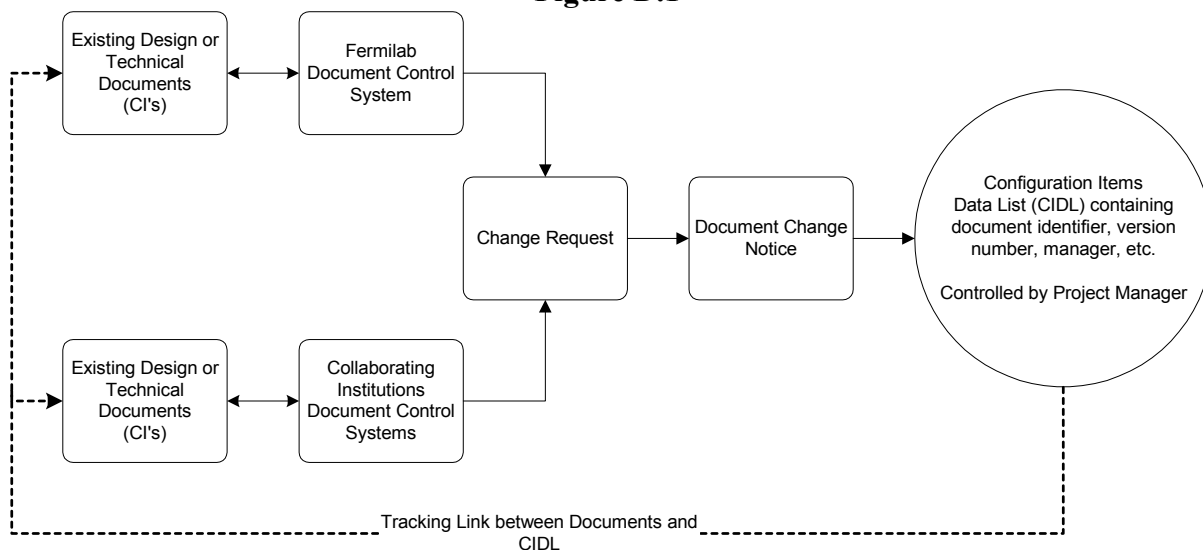 Existing Design or
Technical
Documents
(CI's)
Fermilab
Document Control
System
Change Request
Document Change
Notice
Configuration Items
Data List (CIDL) containing
document identifier, version
number, manager, etc.
Controlled by Project Manager
Existing Design or
Technical
Documents
(CI's)
Collaborating
Institutions
Document Control
Systems
Tracking Link between Documents and
CIDL